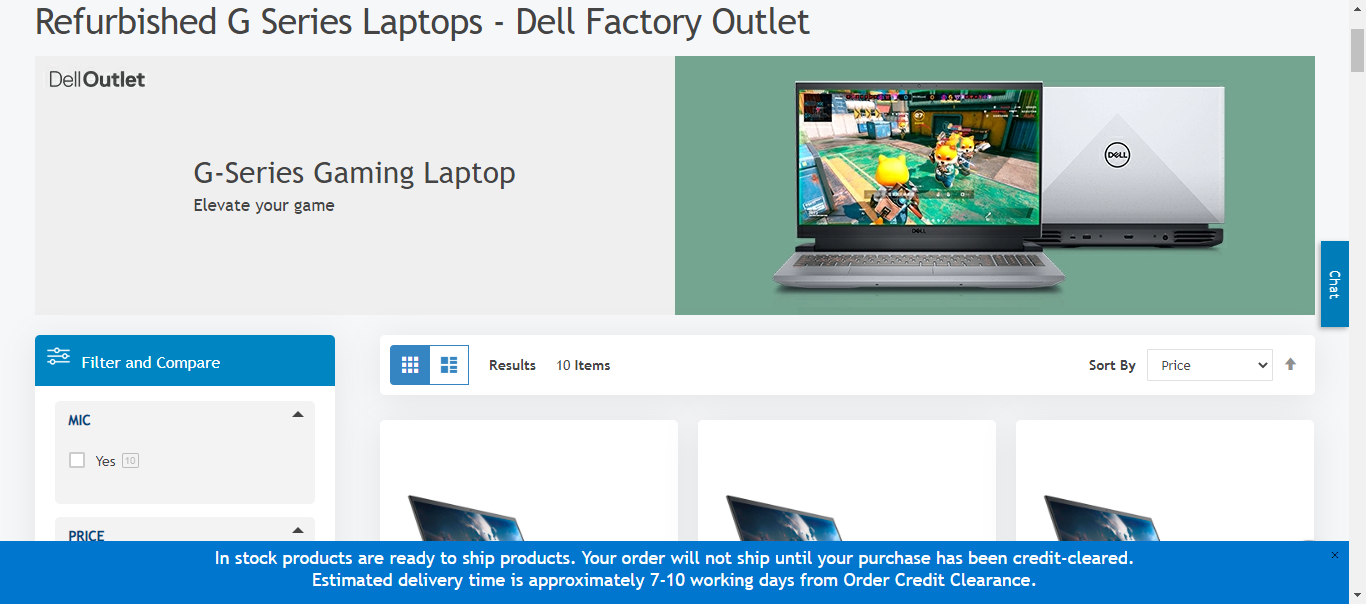 Refurbished G Series Laptops - Dell Factory Outlet
DellOutlet
G-Series Gaming Laptop
Elevate your game
DELL
DELL
Chat
Filter and Compare
Results 10 Items
Sort By Price
MIC
Yes 10
PRICE
In stock products are ready to ship products. Your order will not ship until your purchase has been credit-cleared.
Estimated delivery time is approximately 7-10 working days from Order Credit Clearance.